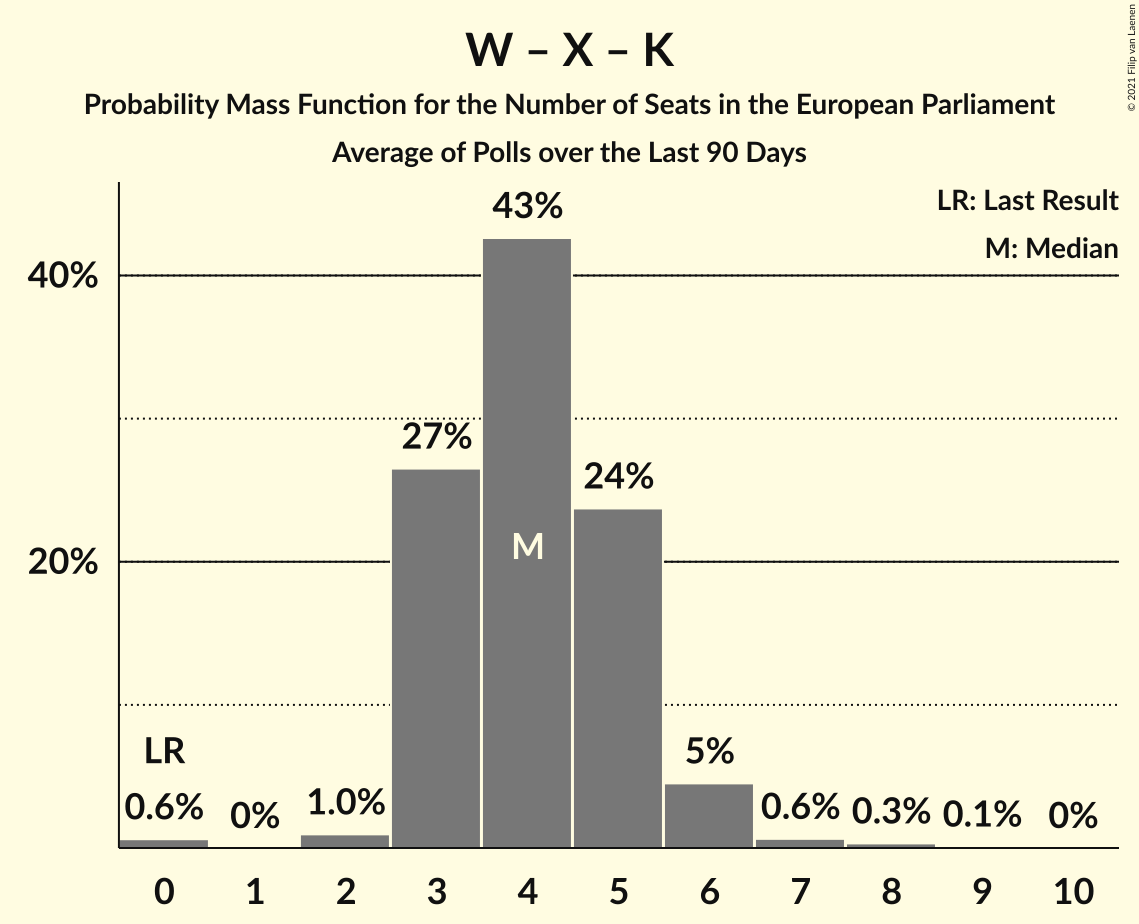 W – X – K
Probability Mass Function for the Number of Seats in the European Parliament
Average of Polls over the Last 90 Days
© 2021 Filip van Laenen
LR: Last Result
M: Median
43%
40%
27%
24%
M
20%
LR
5%
0.6%
0%
1.0%
0.6%
0.3%
0.1%
0%
0 1 2 3 4 5 6 7 8 9 10